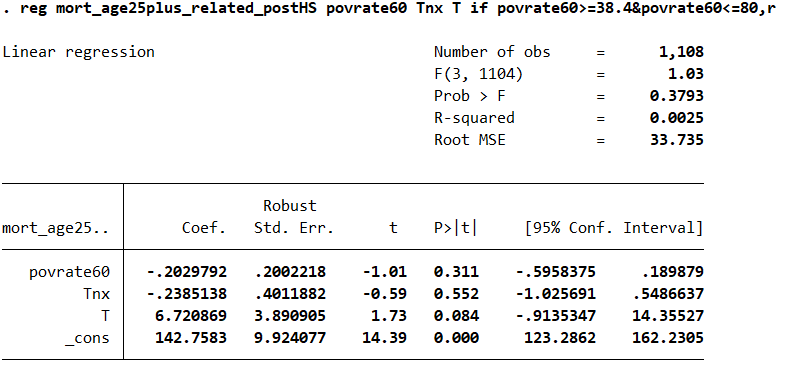 . reg mort_age25plus_related_postHS povrate60 Tnx T if povrate60>=38.4&povrate60<=80,r
Linear regression Number of obs = 1,108
F(3, 1104) = 1.03
Prob > F = 0.3793
R-squared = 0.0025
Root MSE = 33.735
Robust
mort_age25.. Coef. Std. Err. t P>|t| [95% Conf. Interval]
povrate60 -.2029792 .2002218 -1.01 0.311 -.5958375 .189879
Tnx -.2385138 .4011882 -0.59 0.552 -1.025691 .5486637
T 6.720869 3.890905 1.73 0.084 -.9135347 14.35527
_cons 142.7583 9.924077 14.39 0.000 123.2862 162.2305